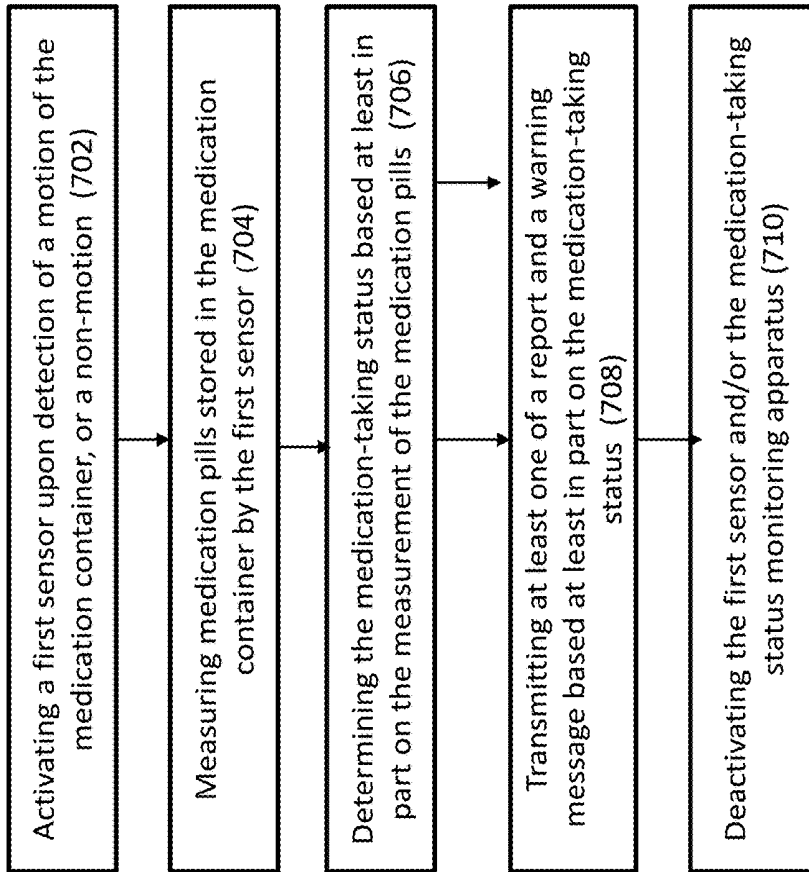 Activating a first sensor upon detection of a motion of the
medication container, or a non-motion (702)
Measuring medication pills stored in the medication
container by the first sensor (704)
Determining the medication-taking status based at least in
part on the measurement of the medication pills (706)
Transmitting at least one of a report and a warning
message based at least in part on the medication-taking
status (708)
Deactivating the first sensor and/or the medication-taking
status monitoring apparatus (710)